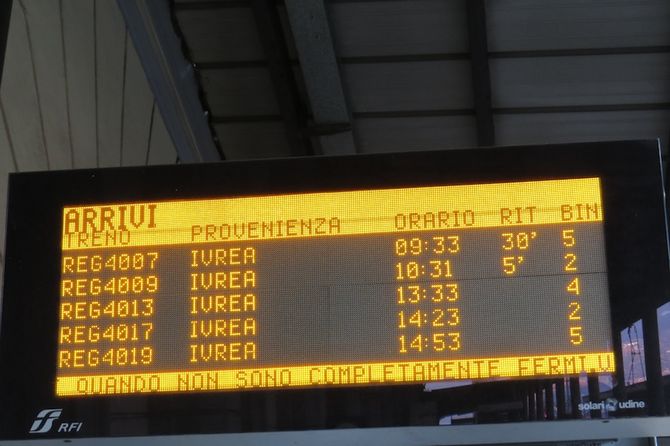 ARRIVI
TRENO PROVENIENZA ORARIO RIT BIN
REG4007 IVREA 09:33 30' 5
REG4009 IVREA 10:31 5' 2
REG4013 IVREA 13:33 4
REG4017 IVREA 14:23 2
REG4019 IVREA 14:53 5
QUANDO NON SONO COMPLETAMENTE FERMI.
RFI
solari udine